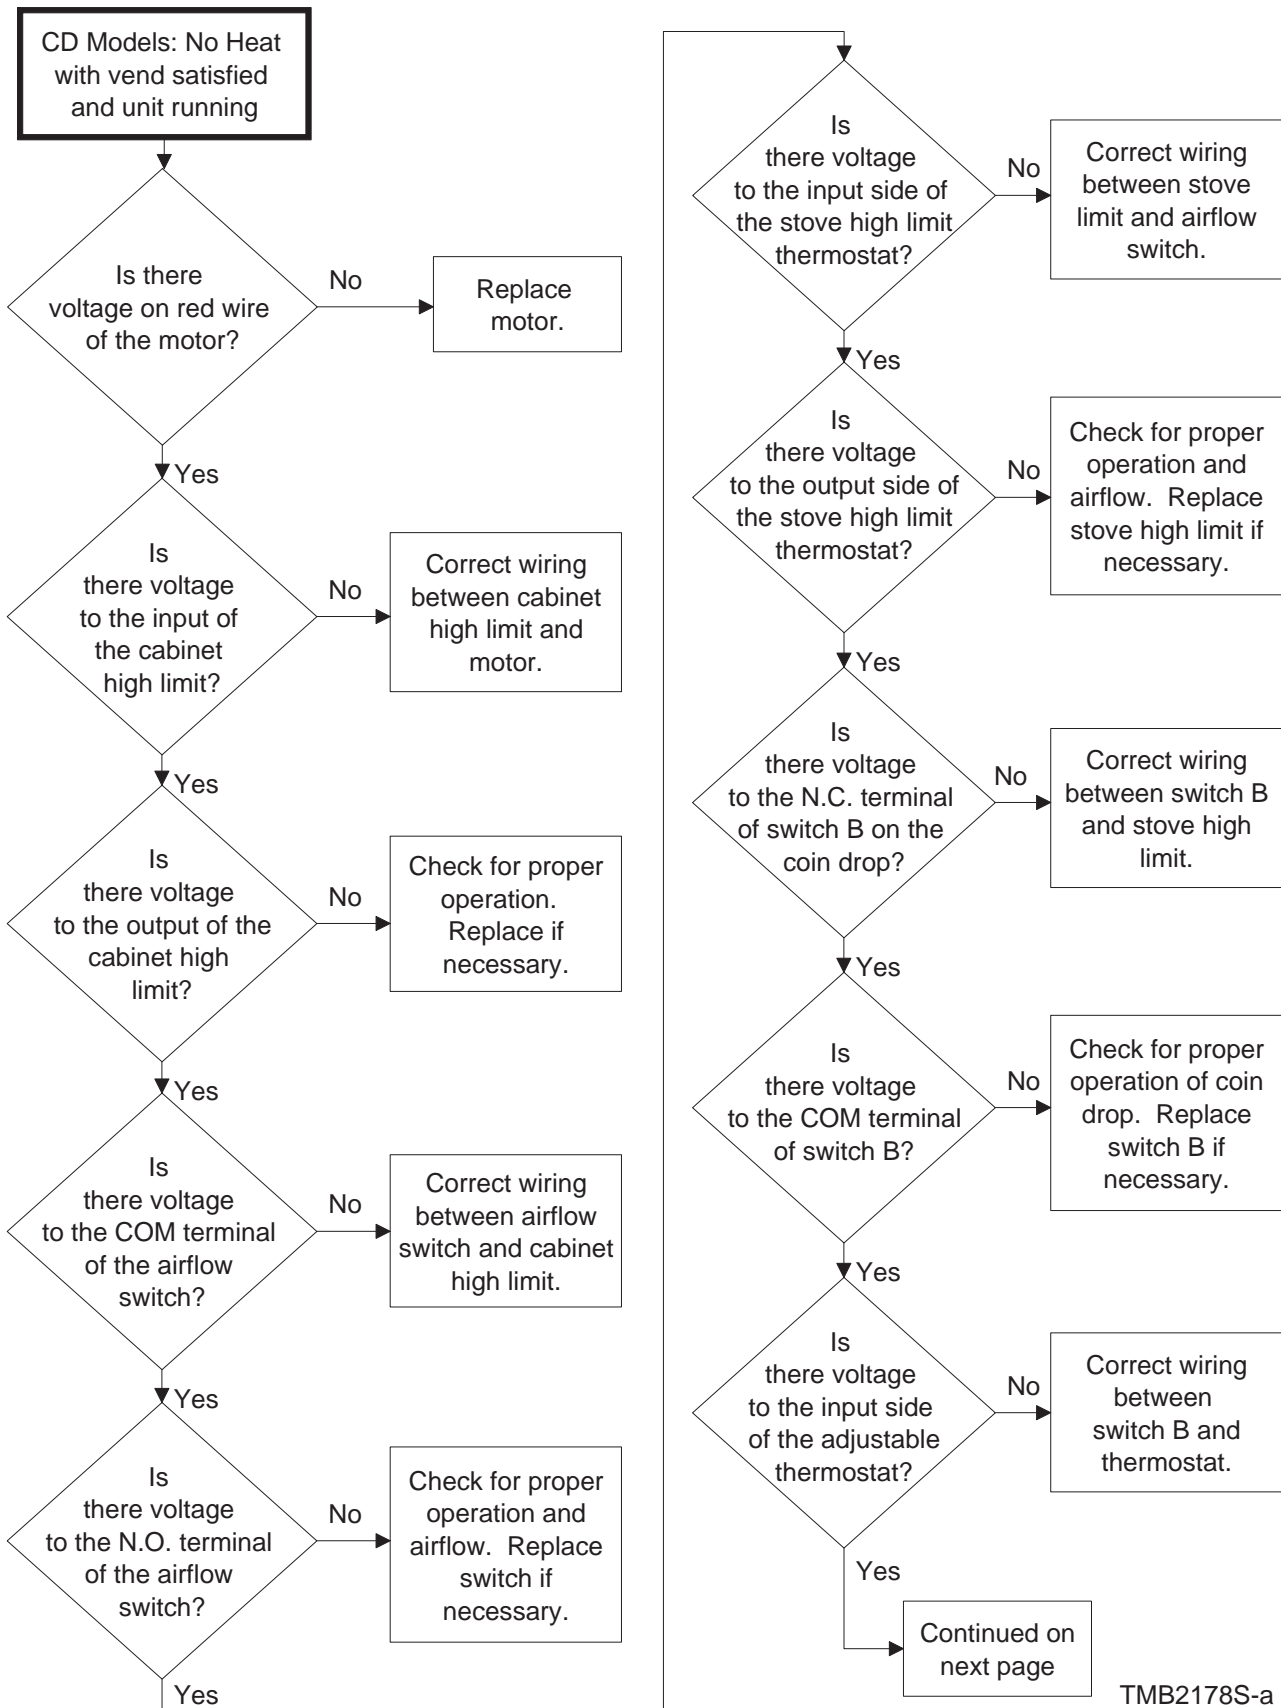 CD Models: No Heat
with vend satisfied
and unit running
Is there
voltage on red wire
of the motor?
No
Replace
motor.
Yes
Is
there voltage
to the input of
the cabinet
high limit?
No
Correct wiring
between cabinet
high limit and
motor.
Yes
Is
there voltage
to the output of the
cabinet high
limit?
No
Check for proper
operation.
Replace if
necessary.
Yes
Is
there voltage
to the COM terminal
of the airflow
switch?
No
Correct wiring
between airflow
switch and cabinet
high limit.
Yes
Is
there voltage
to the N.O. terminal
of the airflow
switch?
No
Check for proper
operation and
airflow.  Replace
switch if
necessary.
Yes
Is
there voltage
to the input side of
the stove high limit
thermostat?
No
Correct wiring
between stove
limit and airflow
switch.
Yes
Is
there voltage
to the output side of
the stove high limit
thermostat?
No
Check for proper
operation and
airflow.  Replace
stove high limit if
necessary.
Yes
Is
there voltage
to the N.C. terminal
of switch B on the
coin drop?
No
Correct wiring
between switch B
and stove high
limit.
Yes
Is
there voltage
to the COM terminal
of switch B?
No
Check for proper
operation of coin
drop.  Replace
switch B if
necessary.
Yes
Is
there voltage
to the input side
of the adjustable
thermostat?
No
Correct wiring
between
switch B and
thermostat.
Yes
Continued on
next page
TMB2178S-a